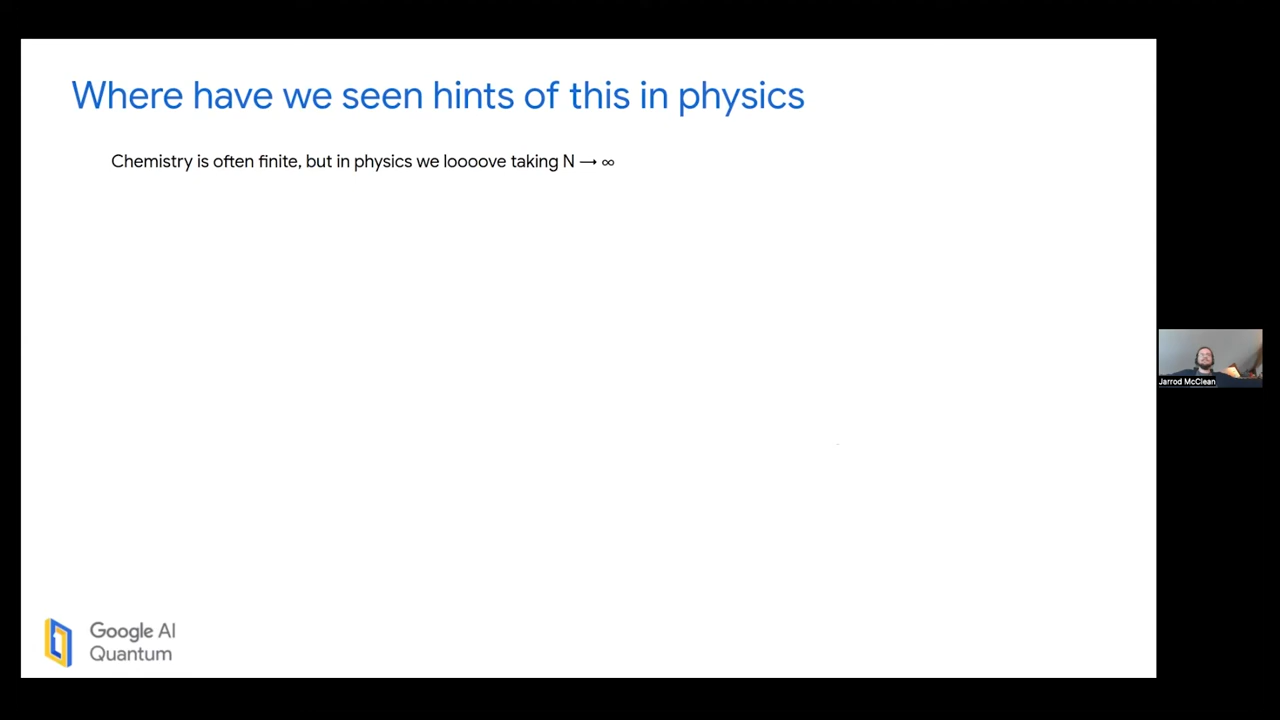 Where have we seen hints of this in physics
Chemistry is often finite, but in physics we loooove taking N → ∞
Jarrod McClean
Google AI
Quantum